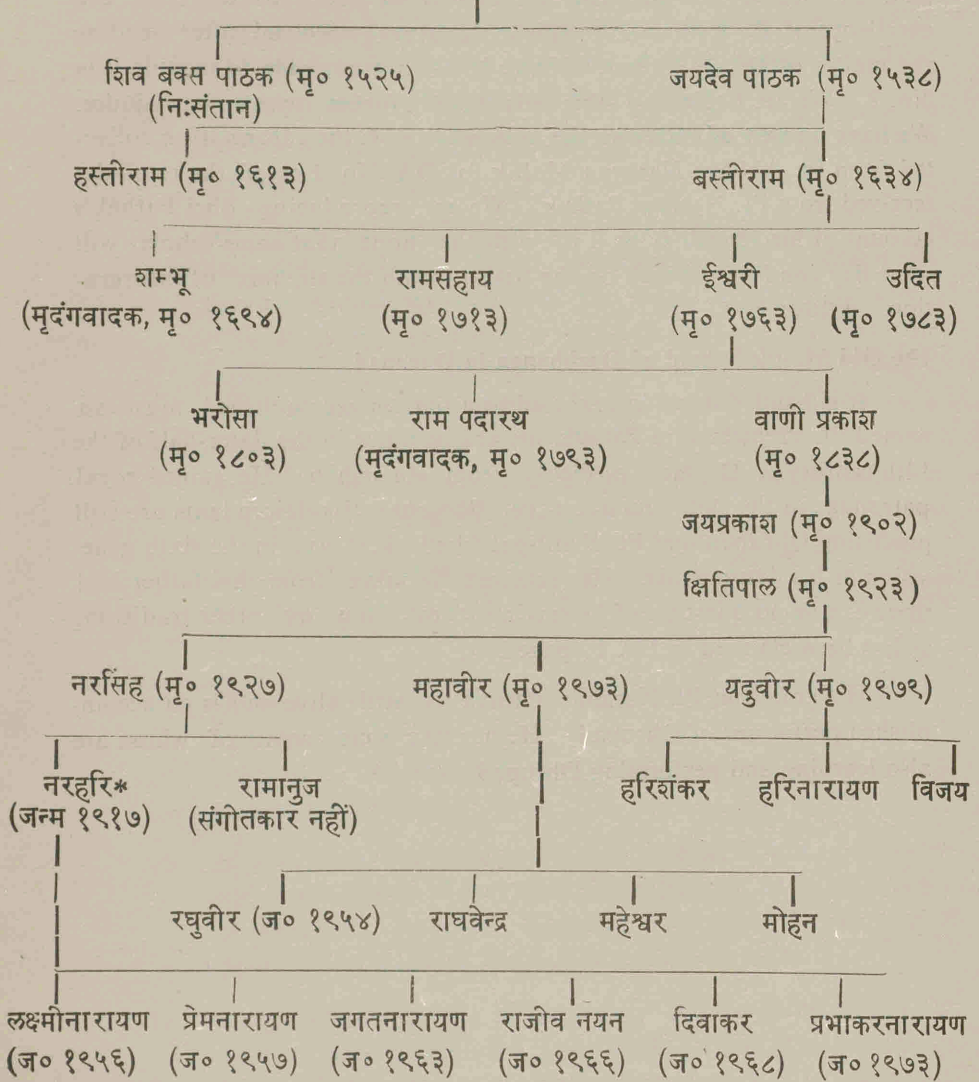 शिव बक्स पाठक (मृ० १५२५) जयदेव पाठक (मृ० १५३८)
(नि:संतान)
हस्तीराम (मृ० १६१३) बस्तीराम (मृ० १६३४)
शम्भू रामसहाय ईश्वरी उदित
(मृदंगवादक, मृ० १६९४) (मृ० १७१३) (मृ० १७६३) (मृ० १७८३)
भरोसा राम पदारथ वाणी प्रकाश
(मृ० १८०३) (मृदंगवादक, मृ० १७९३) (मृ० १८३८)
जयप्रकाश (मृ० १९०२)
क्षितिपाल (मृ० १९२३)
नरसिंह (मृ० १९२७) महावीर (मृ० १९७३) यदुवीर (मृ० १९७९)
नरहरि* रामानुज हरिशंकर हरिनारायण विजय
(जन्म १९१७) (संगीतकार नहीं)
रघुवीर (ज० १९५४) राघवेन्द्र महेश्वर मोहन
लक्ष्मीनारायण प्रेमनारायण जगतनारायण राजीव नयन दिवाकर प्रभाकरनारायण
(ज० १९५६) (ज० १९५७) (ज० १९६३) (ज० १९६६) (ज० १९६८) (ज० १९७३)